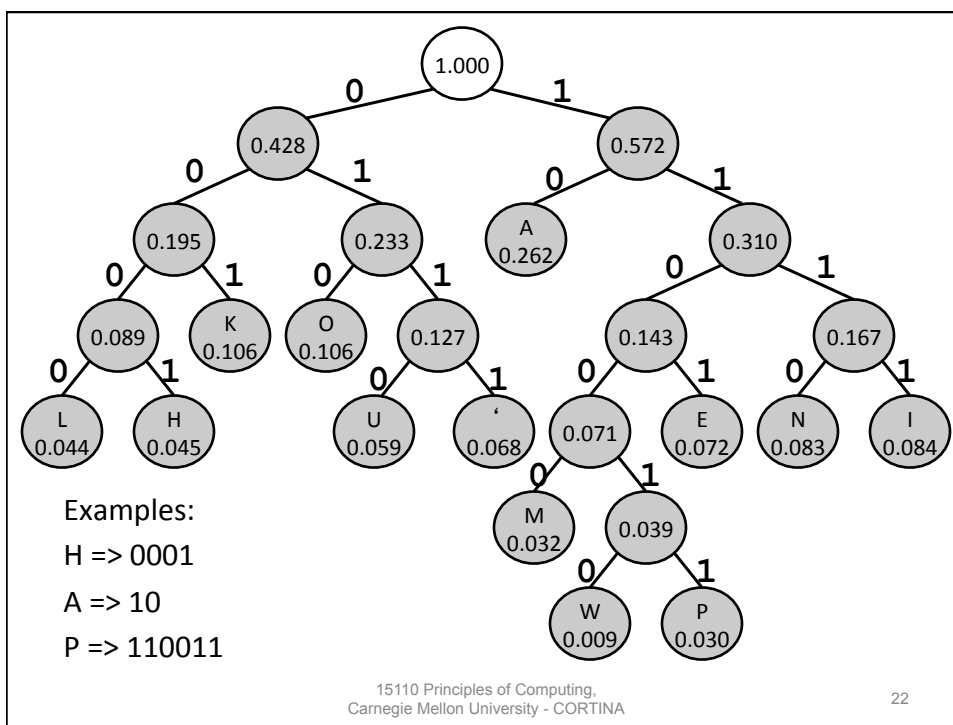 1.000
0 1
0.428 0.572
0 1 0 1
0.195 0.233 A 0.262 0.310
0 1 0 1 0 1
0.089 K 0.106 O 0.106 0.127 0.143 0.167
0 1 0 1 0 1 0 1
L 0.044 H 0.045 U 0.059 ‘ 0.068 0.071 E 0.072 N 0.083 I 0.084
0 1
M 0.032 0.039
0 1
W 0.009 P 0.030
Examples:
H => 0001
A => 10
P => 110011
15110 Principles of Computing,
Carnegie Mellon University - CORTINA
22